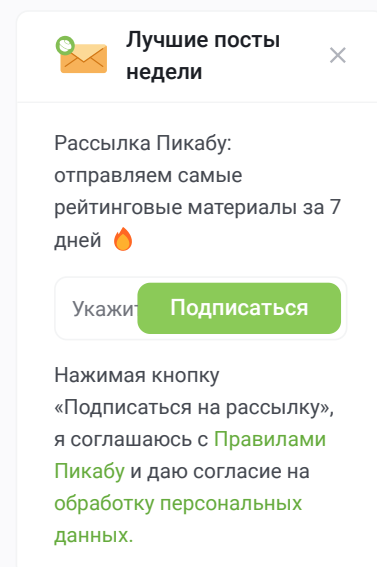 Лучшие посты
недели
Рассылка Пикабу:
отправляем самые
рейтинговые материалы за 7
дней 🔥
Подписаться
Нажимая кнопку
«Подписаться на рассылку»,
я соглашаюсь с Правилами
Пикабу и даю согласие на
обработку персональных
данных.